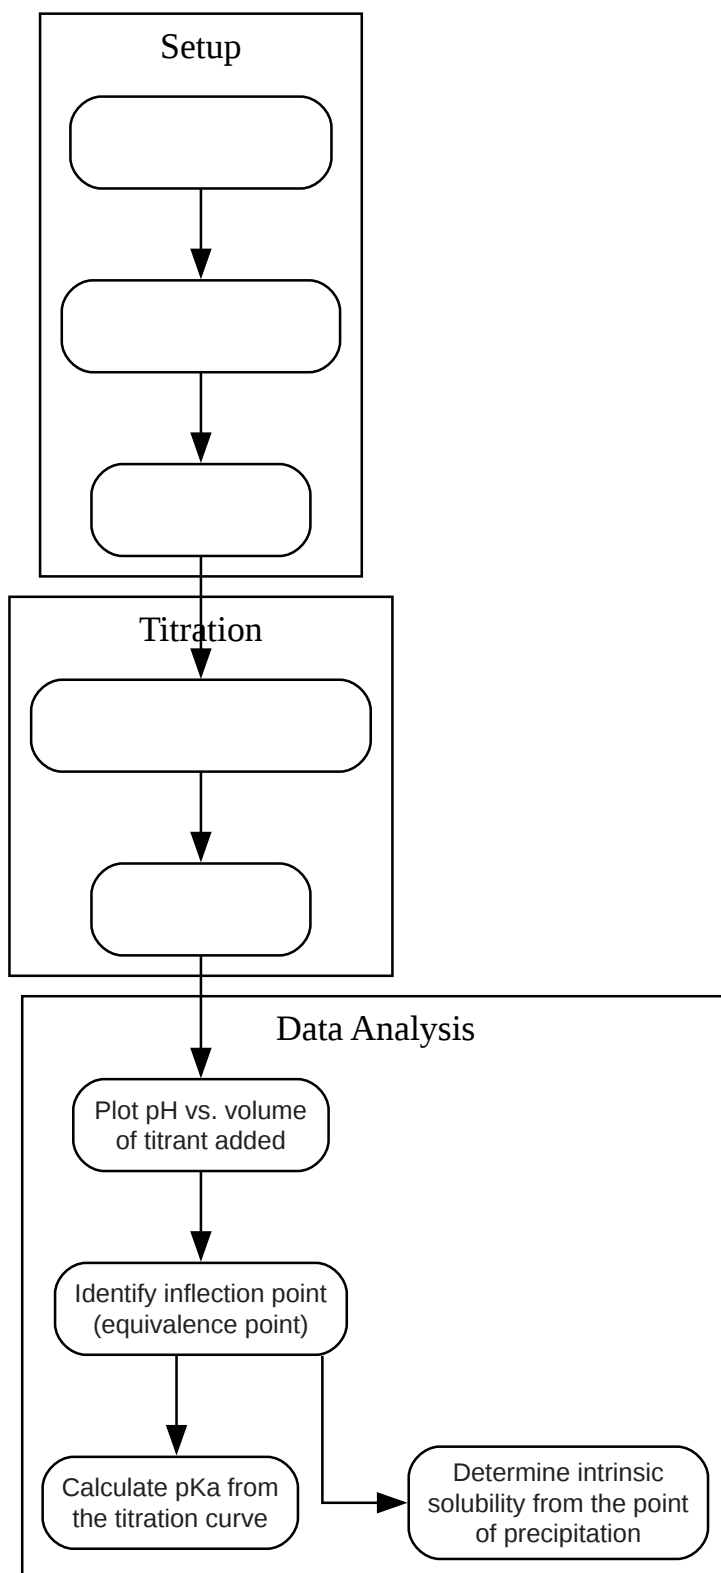 Setup
Titration
Data Analysis
Plot pH vs. volume
of titrant added
Identify inflection point
(equivalence point)
Calculate pKa from
the titration curve
Determine intrinsic
solubility from the point
of precipitation